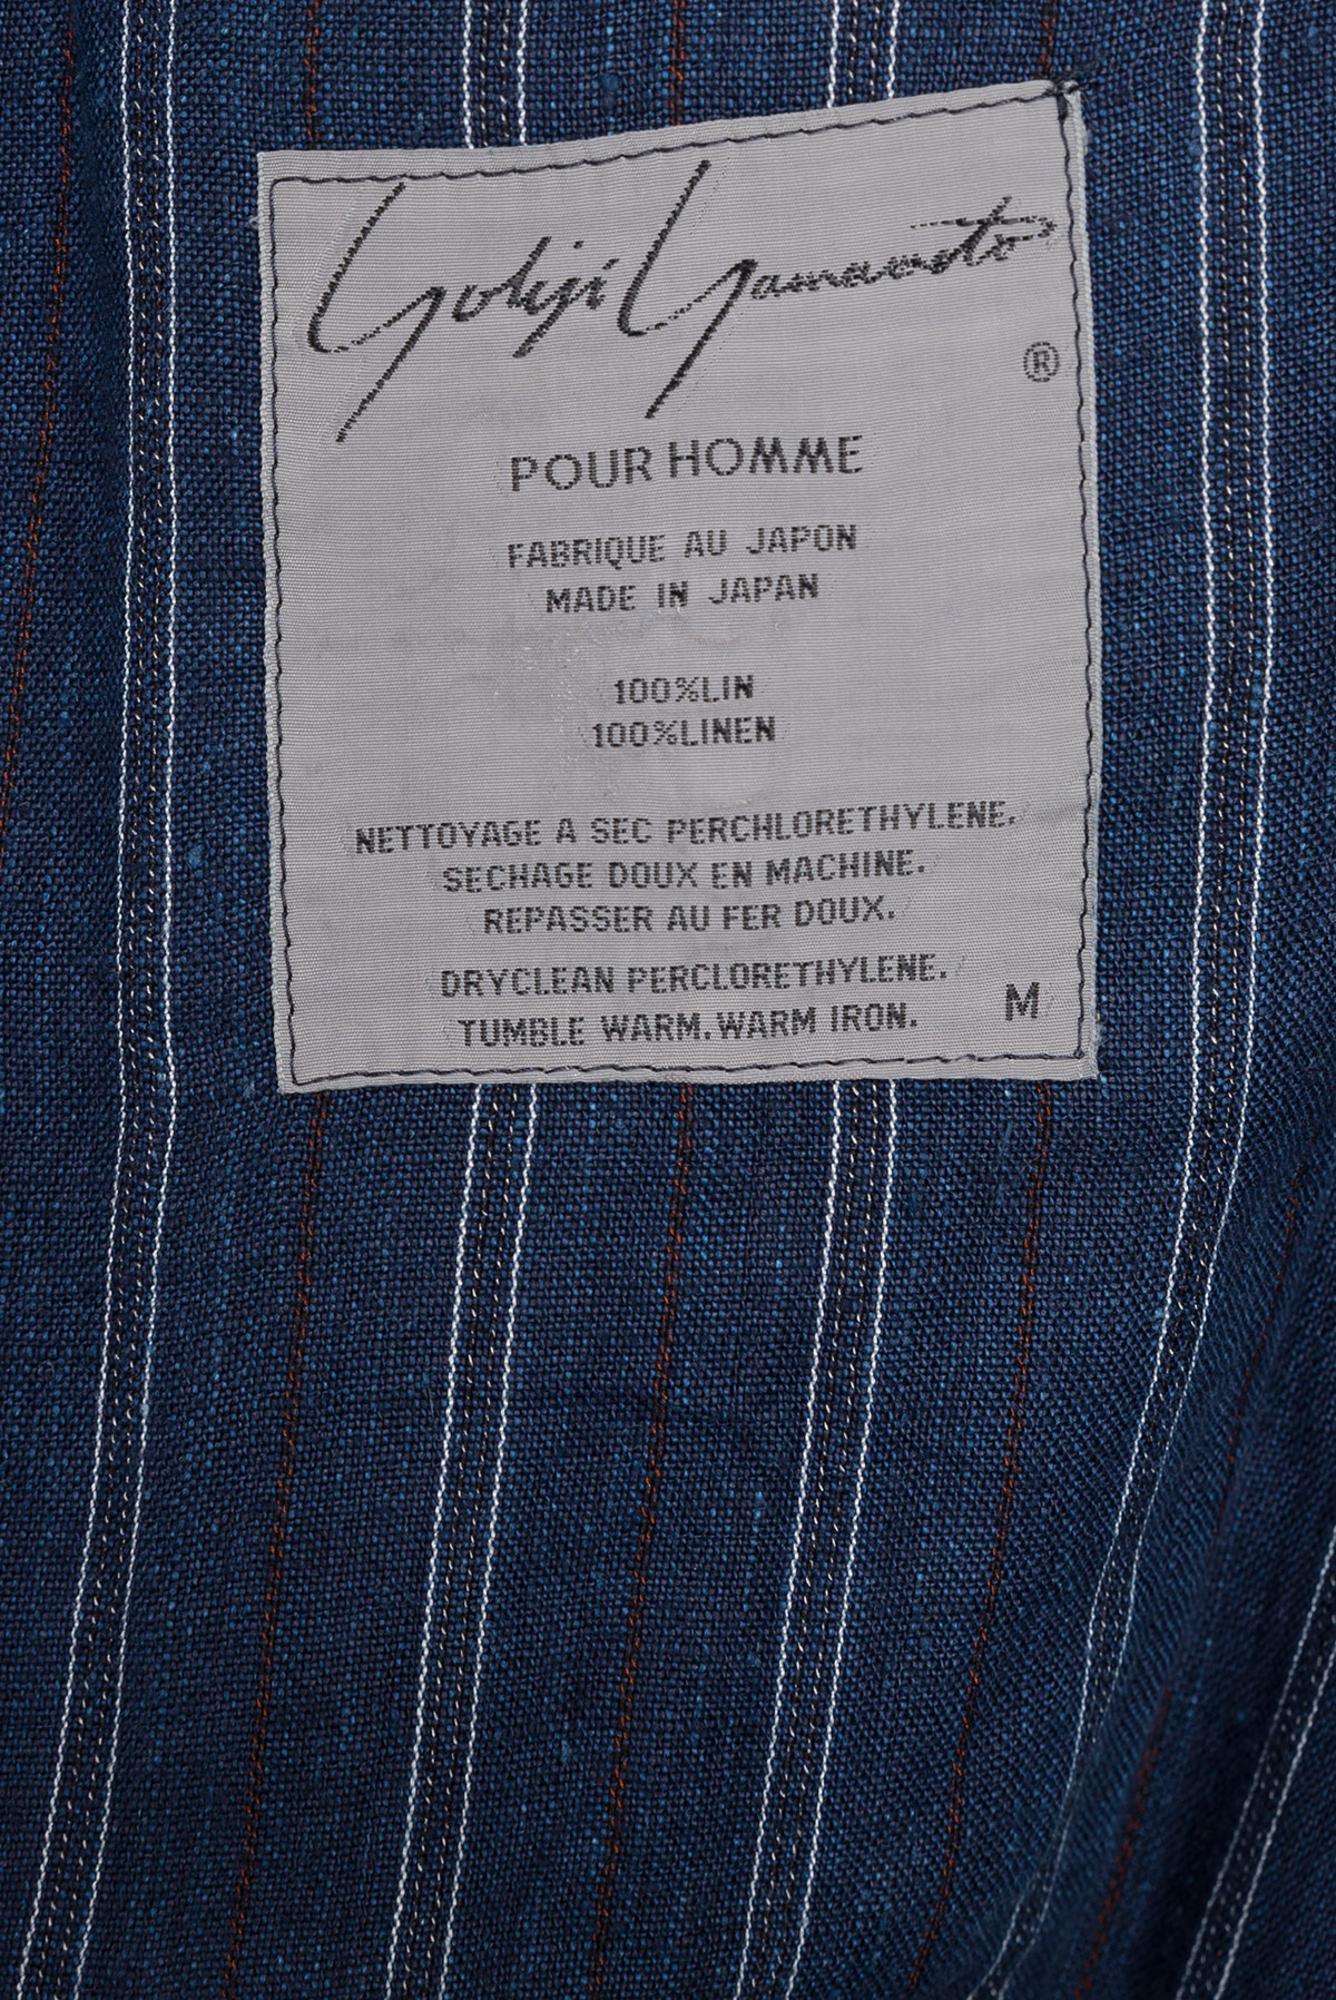 Yohji Yamamoto
®
POUR HOMME
FABRIQUE AU JAPON
MADE IN JAPAN
100%LIN
100%LINEN
NETTOYAGE A SEC PERCHLORETHYLENE.
SECHAGE DOUX EN MACHINE.
REPASSER AU FER DOUX.
DRYCLEAN PERCLORETHYLENE.
TUMBLE WARM. WARM IRON.
M